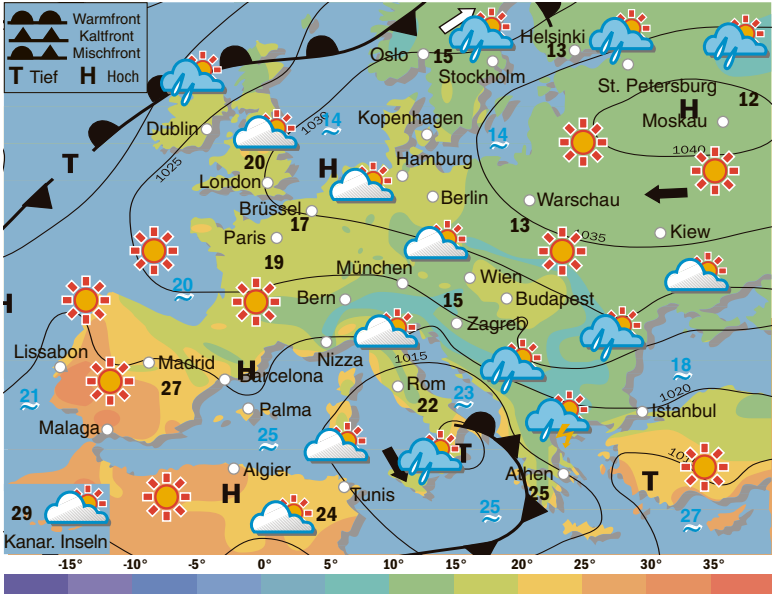 Warmfront
Kaltfront
Mischfront
T Tief H Hoch
Oslo 15
Stockholm
Helsinki
13
St. Petersburg
12
H
Moskau
1040
Kopenhagen
14
14
1030
Dublin
T
1025
20
London
H
Hamburg
Berlin
Warschau
Brüssel
17
13
1035
Kiew
Paris
19
München
Wien
20
Bern
15
Budapest
Zagreb
H
Nizza
1015
Lissabon
Madrid
27
H
Barcelona
Rom
22
23
18
1020
21
Palma
Istanbul
Malaga
25
T
Algier
Athen
25
T
101
H
Tunis
29
24
25
27
Kanar. Inseln
-15° -10° -5° 0° 5° 10° 15° 20° 25° 30° 35°